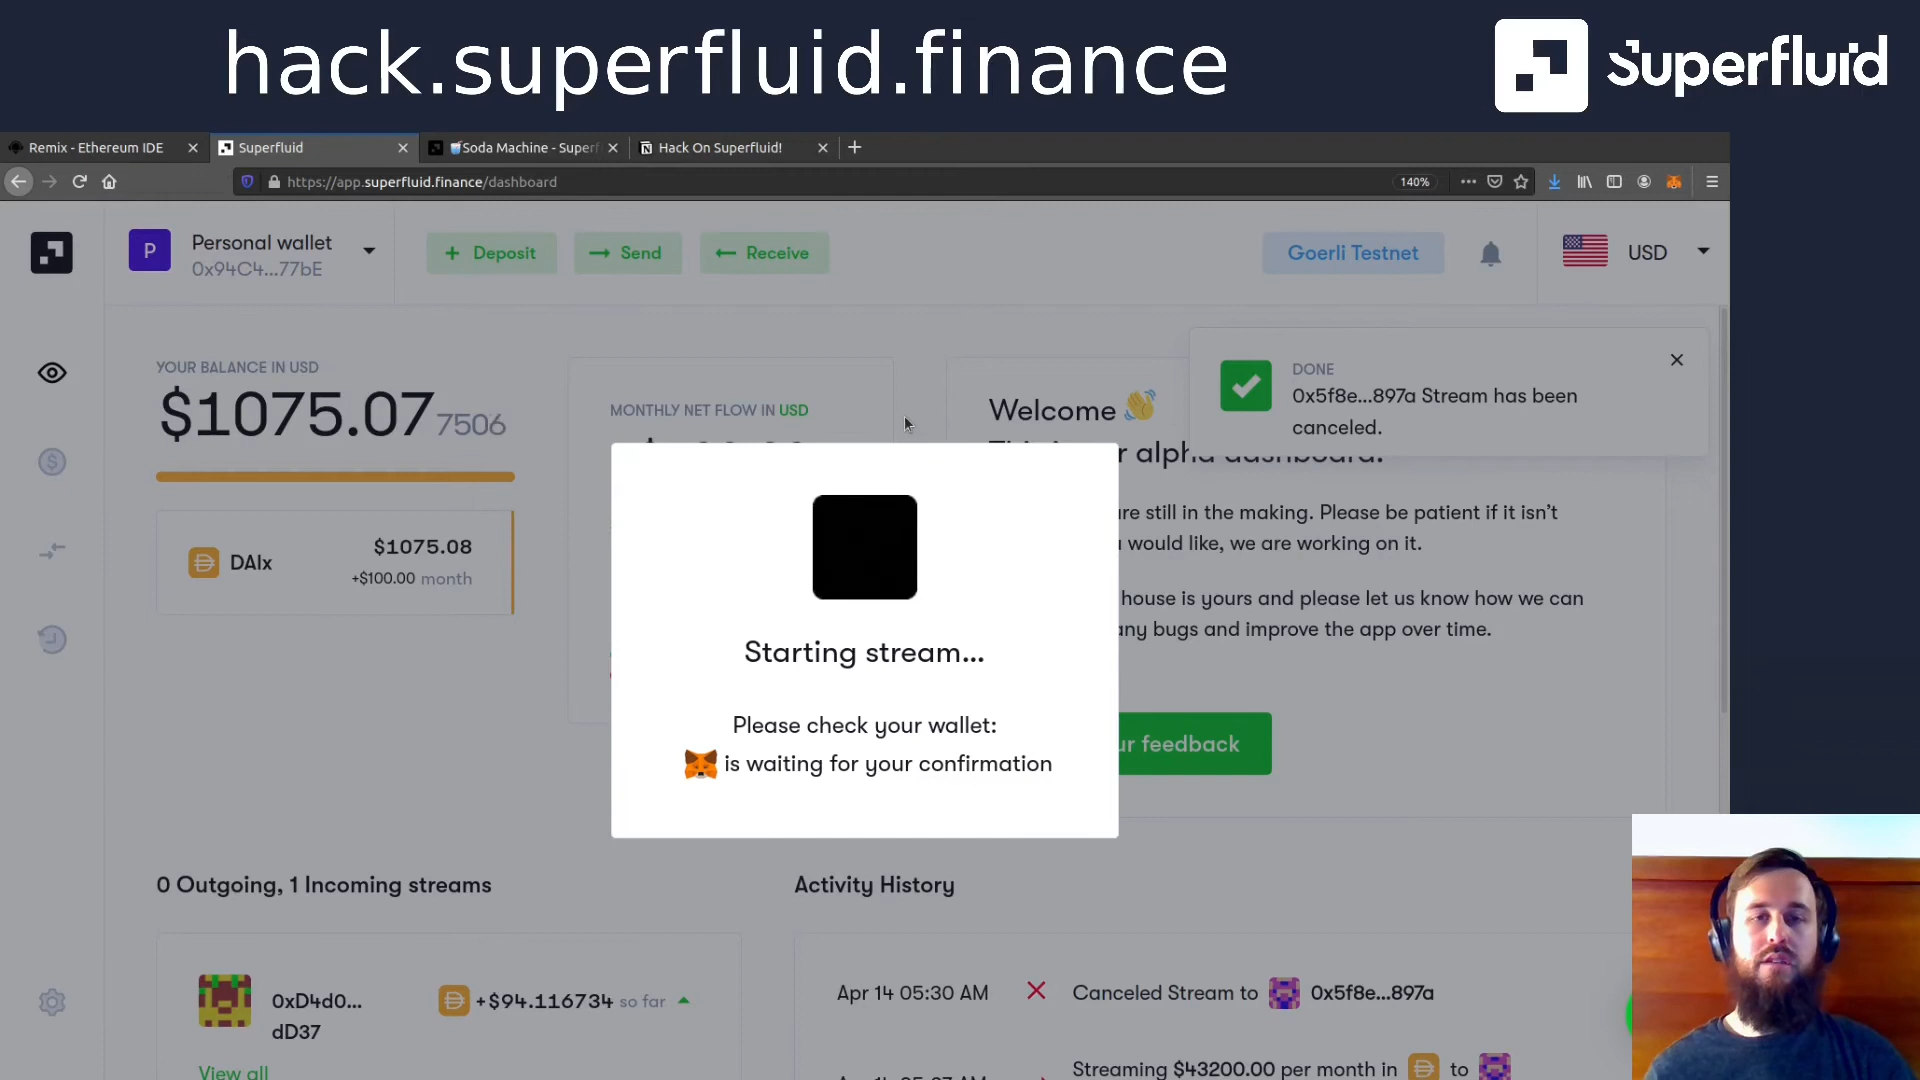 hack.superfluid.finance
Superfluid
Remix - Ethereum IDE
Superfluid
Soda Machine - Superf
Hack On Superfluid!
https://app.superfluid.finance/dashboard
140%
P
Personal wallet
0x94C4...77bE
+ Deposit
→ Send
← Receive
Goerli Testnet
USD
YOUR BALANCE IN USD
$1075.077506
DAIx
$1075.08
+$100.00 month
MONTHLY NET FLOW IN USD
Welcome
r alpha dashboard.
re still in the making. Please be patient if it isn't
would like, we are working on it.
house is yours and please let us know how we can
any bugs and improve the app over time.
ur feedback
DONE
0x5f8e...897a Stream has been
canceled.
Starting stream...
Please check your wallet:
is waiting for your confirmation
0 Outgoing, 1 Incoming streams
0xD4d0...
dD37
+$94.116734 so far
View all
Activity History
Apr 14 05:30 AM
Canceled Stream to
0x5f8e...897a
Streaming $43200.00 per month in
to